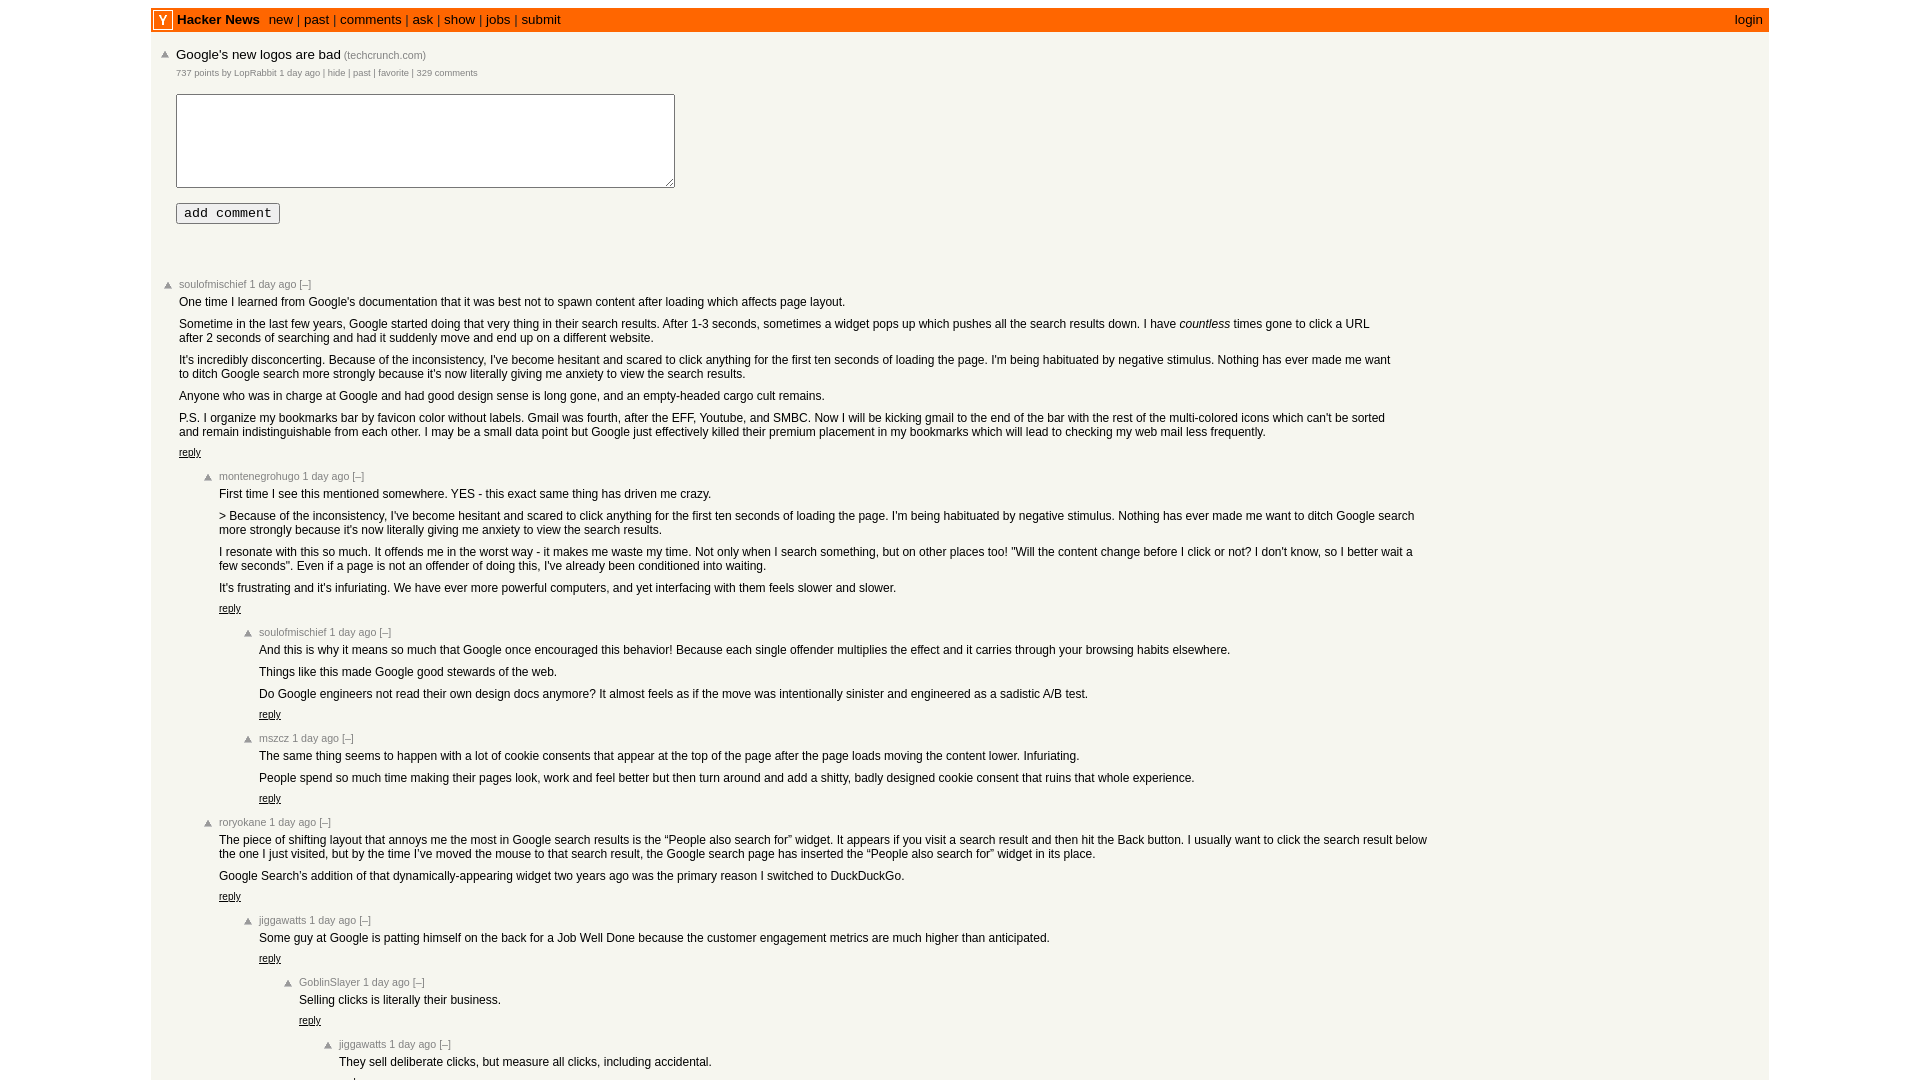 Y Hacker News new | past | comments | ask | show | jobs | submit login
Google's new logos are bad (techcrunch.com)
737 points by LopRabbit 1 day ago | hide | past | favorite | 329 comments
add comment
soulofmischief 1 day ago [–]
One time I learned from Google's documentation that it was best not to spawn content after loading which affects page layout.
Sometime in the last few years, Google started doing that very thing in their search results. After 1-3 seconds, sometimes a widget pops up which pushes all the search results down. I have countless times gone to click a URL
after 2 seconds of searching and had it suddenly move and end up on a different website.
It's incredibly disconcerting. Because of the inconsistency, I've become hesitant and scared to click anything for the first ten seconds of loading the page. I'm being habituated by negative stimulus. Nothing has ever made me want
to ditch Google search more strongly because it's now literally giving me anxiety to view the search results.
Anyone who was in charge at Google and had good design sense is long gone, and an empty-headed cargo cult remains.
P.S. I organize my bookmarks bar by favicon color without labels. Gmail was fourth, after the EFF, Youtube, and SMBC. Now I will be kicking gmail to the end of the bar with the rest of the multi-colored icons which can't be sorted
and remain indistinguishable from each other. I may be a small data point but Google just effectively killed their premium placement in my bookmarks which will lead to checking my web mail less frequently.
reply
montenegrohugo 1 day ago [–]
First time I see this mentioned somewhere. YES - this exact same thing has driven me crazy.
> Because of the inconsistency, I've become hesitant and scared to click anything for the first ten seconds of loading the page. I'm being habituated by negative stimulus. Nothing has ever made me want to ditch Google search
more strongly because it's now literally giving me anxiety to view the search results.
I resonate with this so much. It offends me in the worst way - it makes me waste my time. Not only when I search something, but on other places too! "Will the content change before I click or not? I don't know, so I better wait a
few seconds". Even if a page is not an offender of doing this, I've already been conditioned into waiting.
It's frustrating and it's infuriating. We have ever more powerful computers, and yet interfacing with them feels slower and slower.
reply
soulofmischief 1 day ago [–]
And this is why it means so much that Google once encouraged this behavior! Because each single offender multiplies the effect and it carries through your browsing habits elsewhere.
Things like this made Google good stewards of the web.
Do Google engineers not read their own design docs anymore? It almost feels as if the move was intentionally sinister and engineered as a sadistic A/B test.
reply
mszcz 1 day ago [–]
The same thing seems to happen with a lot of cookie consents that appear at the top of the page after the page loads moving the content lower. Infuriating.
People spend so much time making their pages look, work and feel better but then turn around and add a shitty, badly designed cookie consent that ruins that whole experience.
reply
roryokane 1 day ago [–]
The piece of shifting layout that annoys me the most in Google search results is the “People also search for” widget. It appears if you visit a search result and then hit the Back button. I usually want to click the search result below
the one I just visited, but by the time I’ve moved the mouse to that search result, the Google search page has inserted the “People also search for” widget in its place.
Google Search’s addition of that dynamically-appearing widget two years ago was the primary reason I switched to DuckDuckGo.
reply
jiggawatts 1 day ago [–]
Some guy at Google is patting himself on the back for a Job Well Done because the customer engagement metrics are much higher than anticipated.
reply
GoblinSlayer 1 day ago [–]
Selling clicks is literally their business.
reply
jiggawatts 1 day ago [–]
They sell deliberate clicks, but measure all clicks, including accidental.